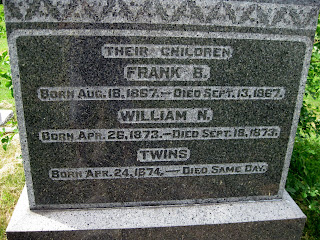 THEIR CHILDREN
FRANK B.
BORN AUG. 18, 1867.—DIED SEPT. 13, 1867.
WILLIAM N.
BORN APR. 26, 1873.—DIED SEPT. 18, 1873.
TWINS
BORN APR. 24, 1874.—DIED SAME DAY.